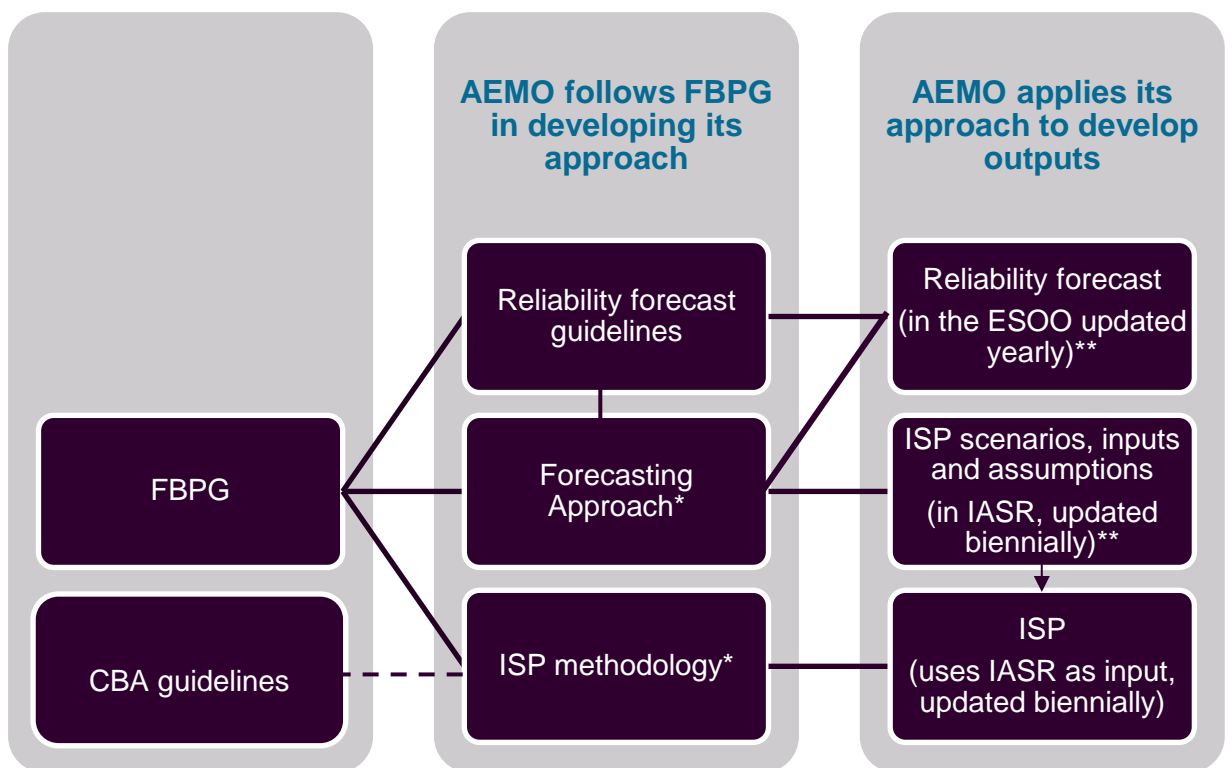 AEMO follows FBPG
in developing its
approach
AEMO applies its
approach to develop
outputs
FBPG
CBA guidelines
Reliability forecast
guidelines
Forecasting
Approach*
ISP methodology*
Reliability forecast
(in the ESOO updated
yearly)**
ISP scenarios, inputs
and assumptions
(in IASR, updated
biennially)**
ISP
(uses IASR as input,
updated biennially)